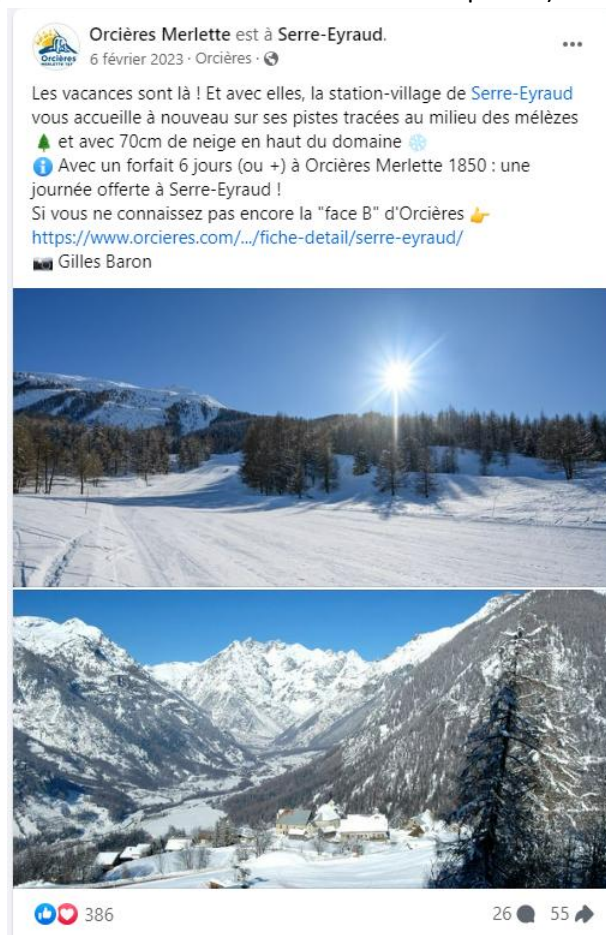 Orcières Merlette est à Serre-Eyraud.
6 février 2023 · Orcières ·
Les vacances sont là ! Et avec elles, la station-village de Serre-Eyraud
vous accueille à nouveau sur ses pistes tracées au milieu des mélèzes
🌲 et avec 70cm de neige en haut du domaine ❄️
ℹ️ Avec un forfait 6 jours (ou +) à Orcières Merlette 1850 : une
journée offerte à Serre-Eyraud !
Si vous ne connaissez pas encore la "face B" d'Orcières 👉
https://www.orcieres.com/.../fiche-detail/serre-eyraud/
📷 Gilles Baron
386
26 55